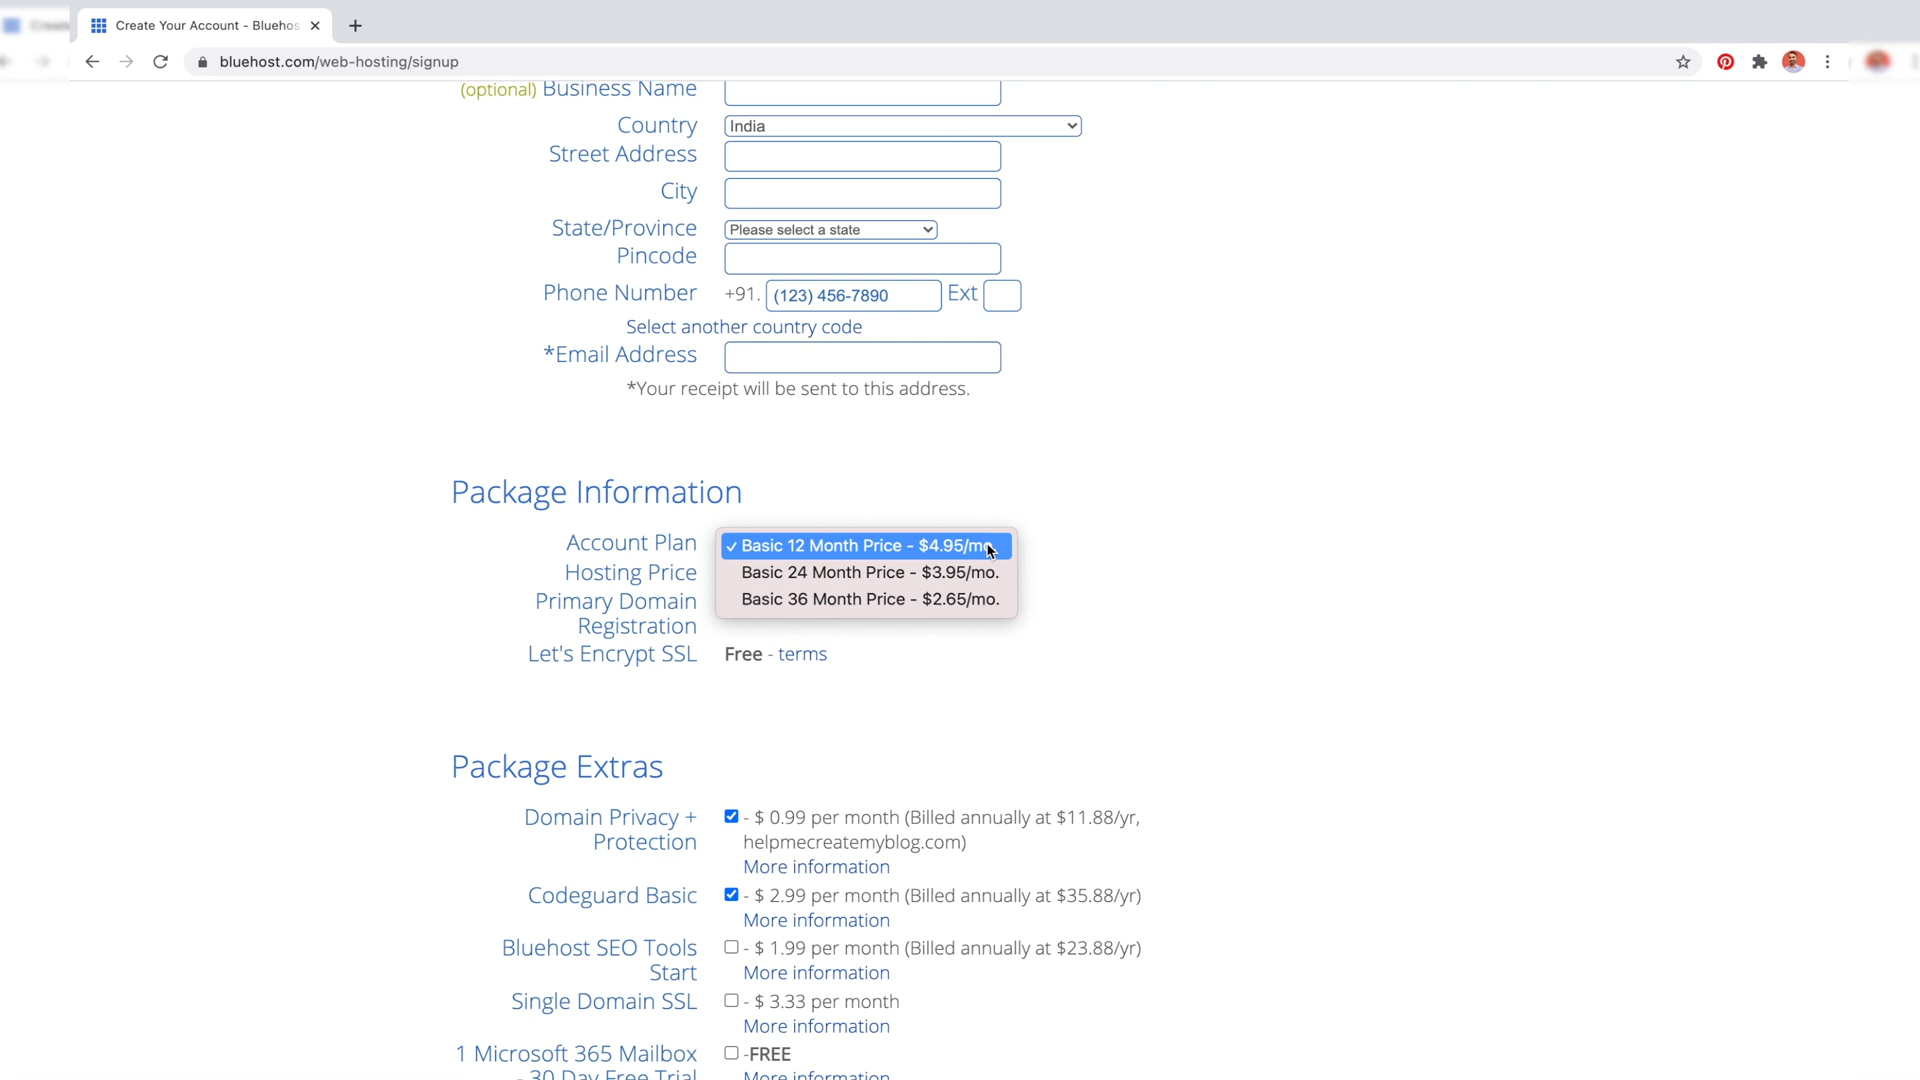 Create Your Account - Bluehos
bluehost.com/web-hosting/signup
(optional) Business Name
Country
India
Street Address
City
State/Province
Please select a state
Pincode
Phone Number
+91. (123) 456-7890 Ext
Select another country code
*Email Address
*Your receipt will be sent to this address.
Package Information
Account Plan
✓ Basic 12 Month Price - $4.95/mo.
Hosting Price
Basic 24 Month Price - $3.95/mo.
Primary Domain
Basic 36 Month Price - $2.65/mo.
Registration
Let's Encrypt SSL
Free - terms
Package Extras
Domain Privacy +
Protection
- $ 0.99 per month (Billed annually at $11.88/yr,
helpmecreatemyblog.com)
More information
Codeguard Basic
- $ 2.99 per month (Billed annually at $35.88/yr)
More information
Bluehost SEO Tools
Start
- $ 1.99 per month (Billed annually at $23.88/yr)
More information
Single Domain SSL
- $ 3.33 per month
More information
1 Microsoft 365 Mailbox
- 30 Day Free Trial
-FREE
More information